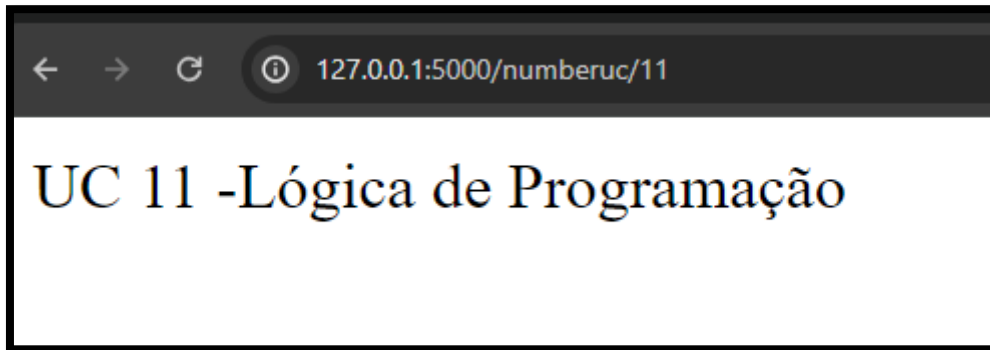 127.0.0.1:5000/numberuc/11
UC 11 -Lógica de Programação